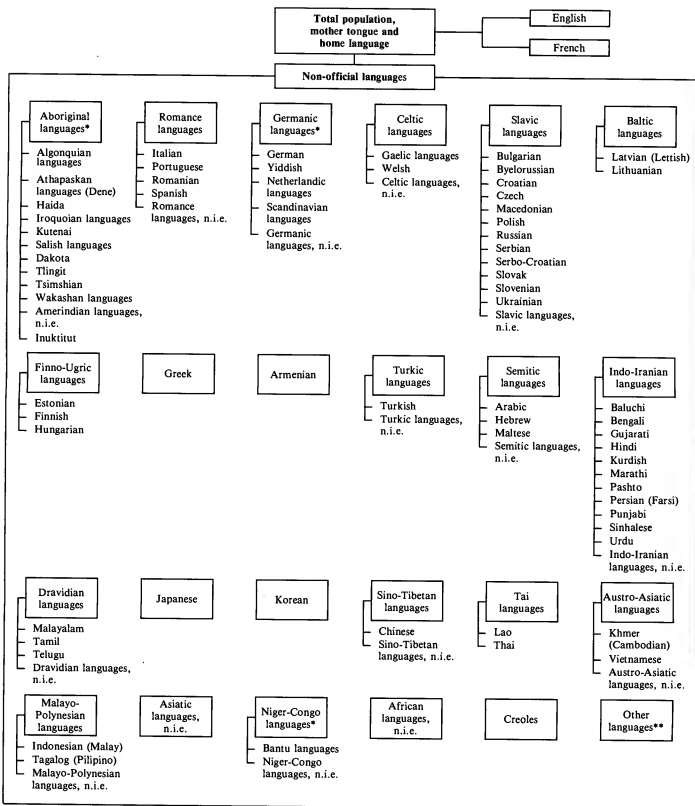 Total population,
mother tongue and
home language
English
French
Non-official languages
Aboriginal
languages*
Algonquian
languages
Athapaskan
languages (Dene)
Haida
Iroquoian languages
Kutenai
Salish languages
Dakota
Tlingit
Tsimshian
Wakashan languages
Amerindian languages,
n.i.e.
Inuktitut
Romance
languages
Italian
Portuguese
Romanian
Spanish
Romance
languages, n.i.e.
Germanic
languages*
German
Yiddish
Netherlandic
languages
Scandinavian
languages
Germanic
languages, n.i.e.
Celtic
languages
Gaelic languages
Welsh
Celtic languages,
n.i.e.
Slavic
languages
Bulgarian
Byelorussian
Croatian
Czech
Macedonian
Polish
Russian
Serbian
Serbo-Croatian
Slovak
Slovenian
Ukrainian
Slavic languages,
n.i.e.
Baltic
languages
Latvian (Lettish)
Lithuanian
Finno-Ugric
languages
Estonian
Finnish
Hungarian
Greek
Armenian
Turkic
languages
Turkish
Turkic languages,
n.i.e.
Semitic
languages
Arabic
Hebrew
Maltese
Semitic languages,
n.i.e.
Indo-Iranian
languages
Baluchi
Bengali
Gujarati
Hindi
Kurdish
Marathi
Pashto
Persian (Farsi)
Punjabi
Sinhalese
Urdu
Indo-Iranian
languages, n.i.e.
Dravidian
languages
Malayalam
Tamil
Telugu
Dravidian languages,
n.i.e.
Japanese
Korean
Sino-Tibetan
languages
Chinese
Sino-Tibetan
languages, n.i.e.
Tai
languages
Lao
Thai
Austro-Asiatic
languages
Khmer
(Cambodian)
Vietnamese
Austro-Asiatic
languages, n.i.e.
Malayo-
Polynesian
languages
Indonesian (Malay)
Tagalog (Pilipino)
Malayo-Polynesian
languages, n.i.e.
Asiatic
languages,
n.i.e.
Niger-Congo
languages*
Bantu languages
Niger-Congo
languages, n.i.e.
African
languages,
n.i.e.
Creoles
Other
languages**